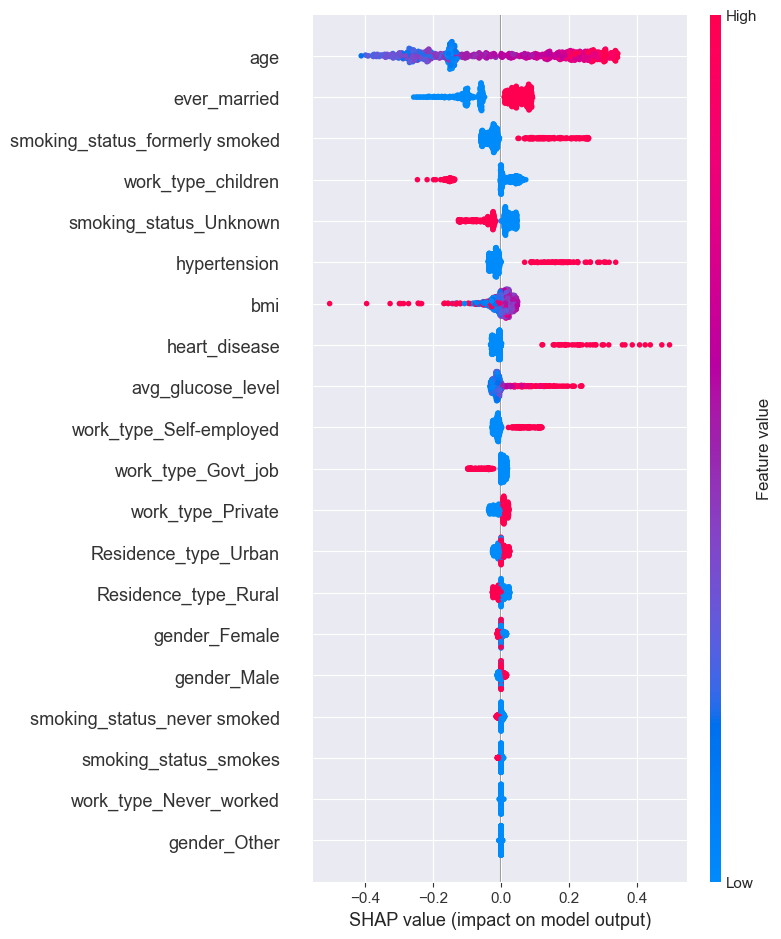 High
age
ever_married
smoking_status_formerly smoked
work_type_children
smoking_status_Unknown
hypertension
bmi
heart_disease
avg_glucose_level
work_type_Self-employed
work_type_Govt_job
work_type_Private
Residence_type_Urban
Residence_type_Rural
gender_Female
gender_Male
smoking_status_never smoked
smoking_status_smokes
work_type_Never_worked
gender_Other
Feature value
Low
−0.4 −0.2 0.0 0.2 0.4
SHAP value (impact on model output)